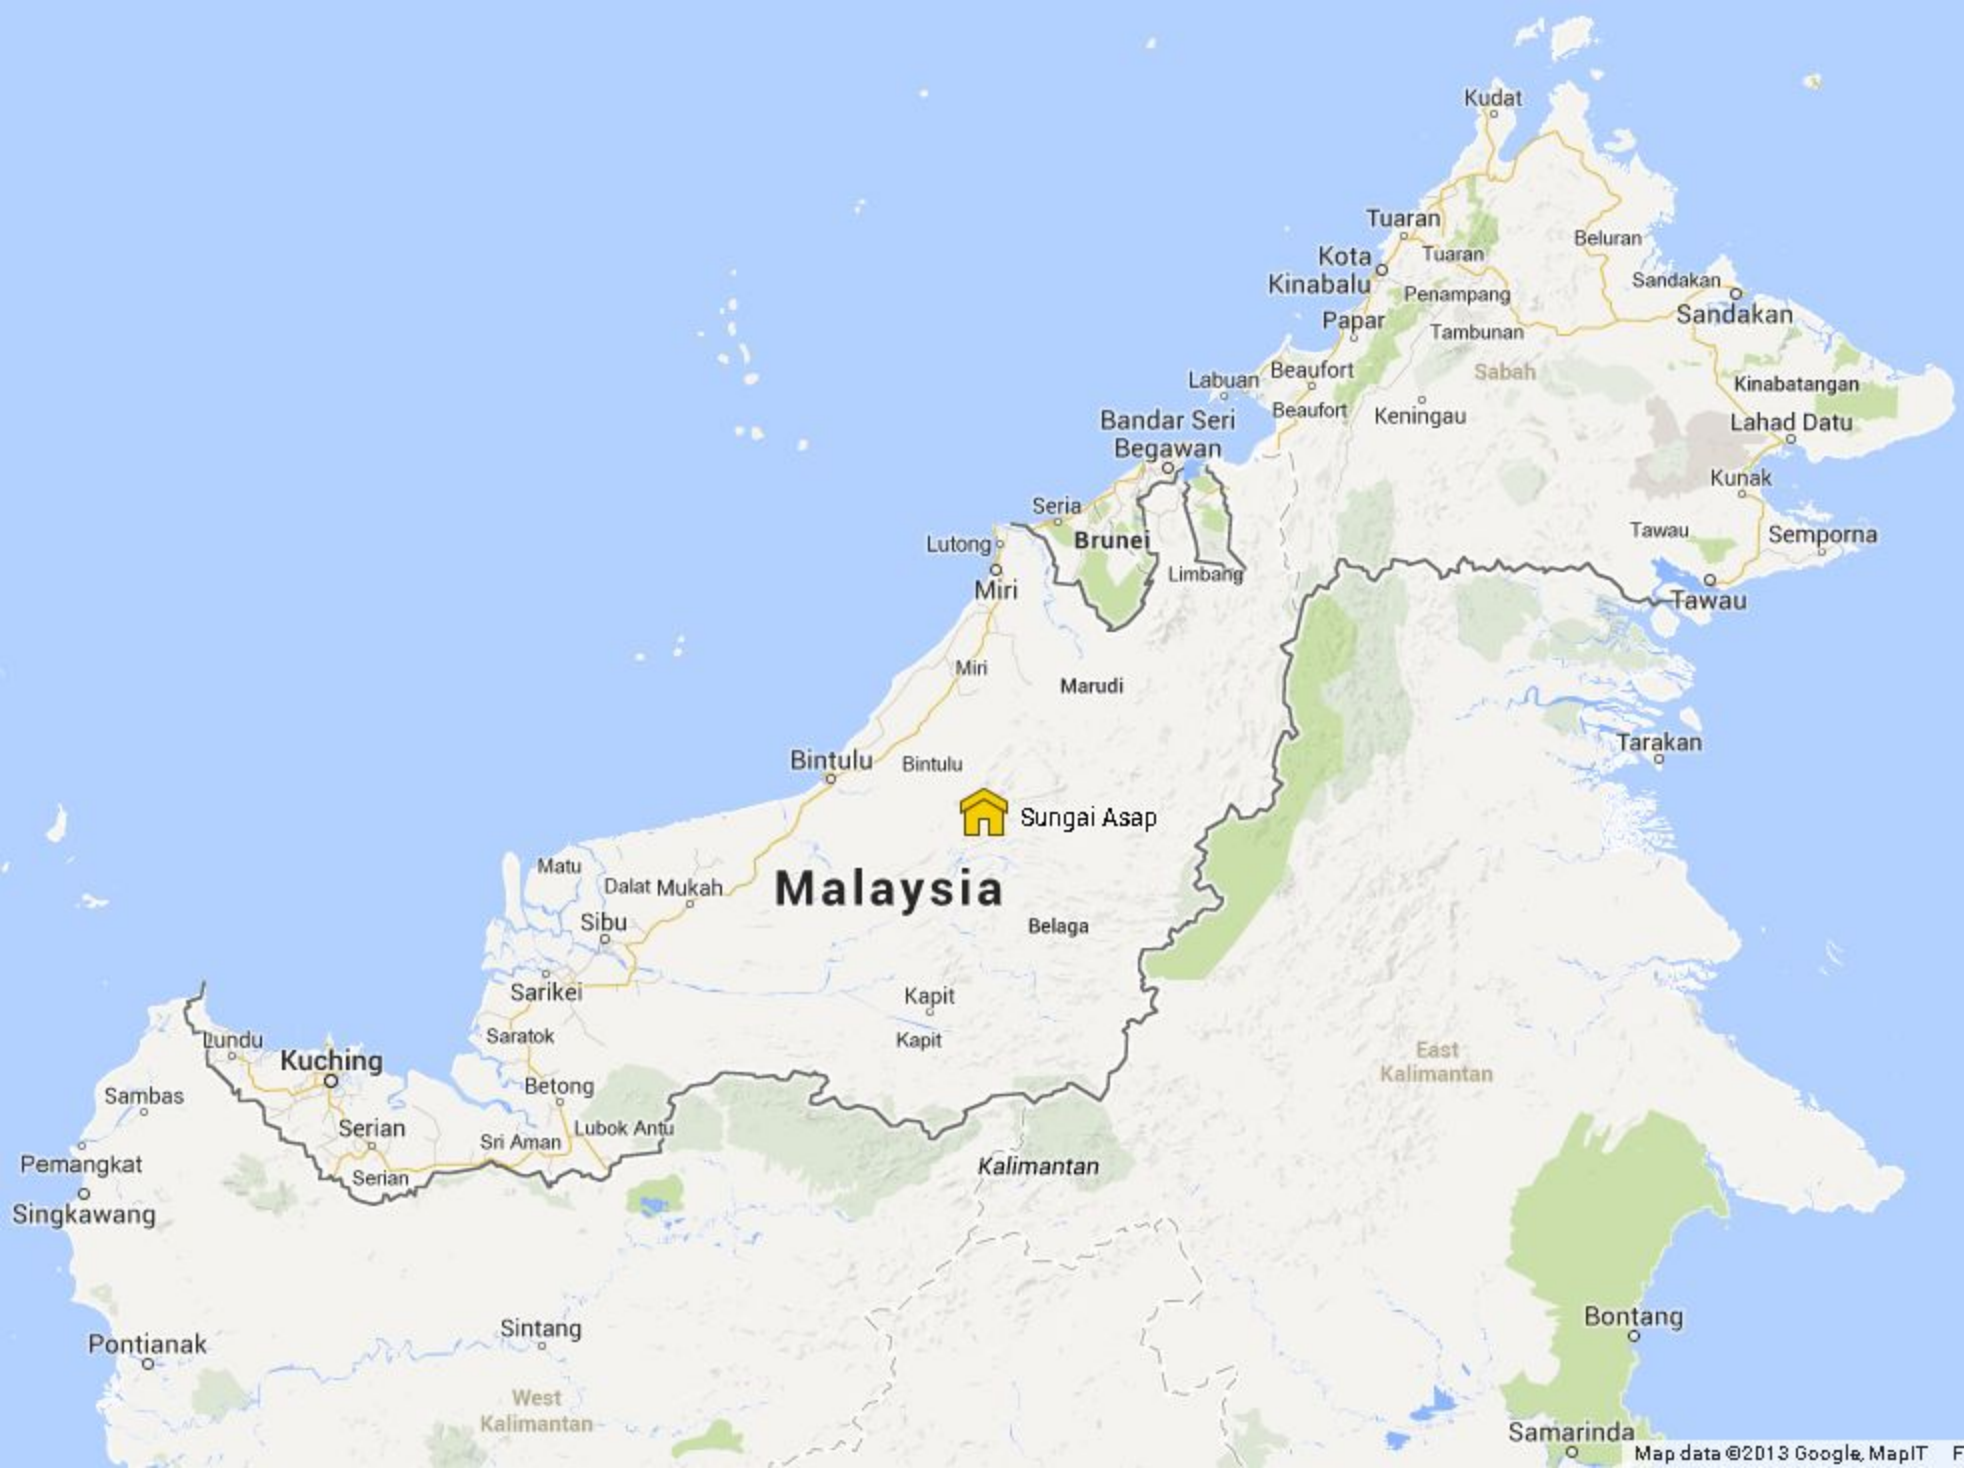 Kudat
Tuaran
Beluran
Kota
Kinabalu
Tuaran
Sandakan
Penampang
Sandakan
Papar
Tambunan
Sabah
Labuan
Beaufort
Kinabatangan
Beaufort
Keningau
Lahad Datu
Bandar Seri
Begawan
Kunak
Seria
Tawau
Semporna
Lutong
Brunei
Limbang
Miri
Tawau
Miri
Marudi
Tarakan
Bintulu
Bintulu
Sungai Asap
Matu
Dalat
Mukah
Malaysia
Sibu
Belaga
Sarikei
Kapit
Saratok
Kapit
Lundu
Kuching
East
Kalimantan
Sambas
Betong
Serian
Sri Aman
Lubok Antu
Pemangkat
Serian
Kalimantan
Singkawang
Bontang
Sintang
Pontianak
West
Kalimantan
Samarinda
Map data ©2013 Google, MapIT F